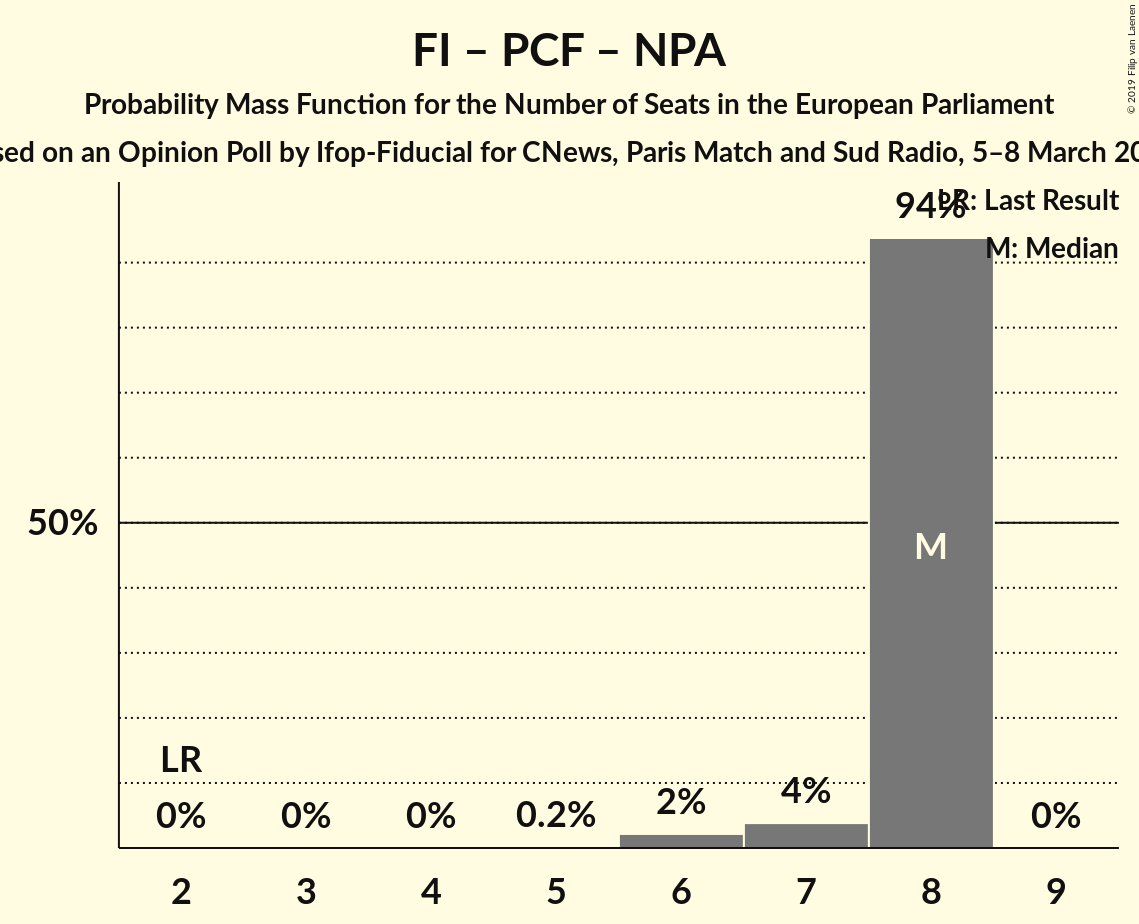 FI – PCF – NPA
Probability Mass Function for the Number of Seats in the European Parliament
on an Opinion Poll by Ifop-Fiducial for CNews, Paris Match and Sud Radio, 5–8 March
© 2019 Filip van Laenen
LR: Last Result
M: Median
94%
50%
M
LR
0%
0%
0%
0.2%
2%
4%
0%
2
3
4
5
6
7
8
9